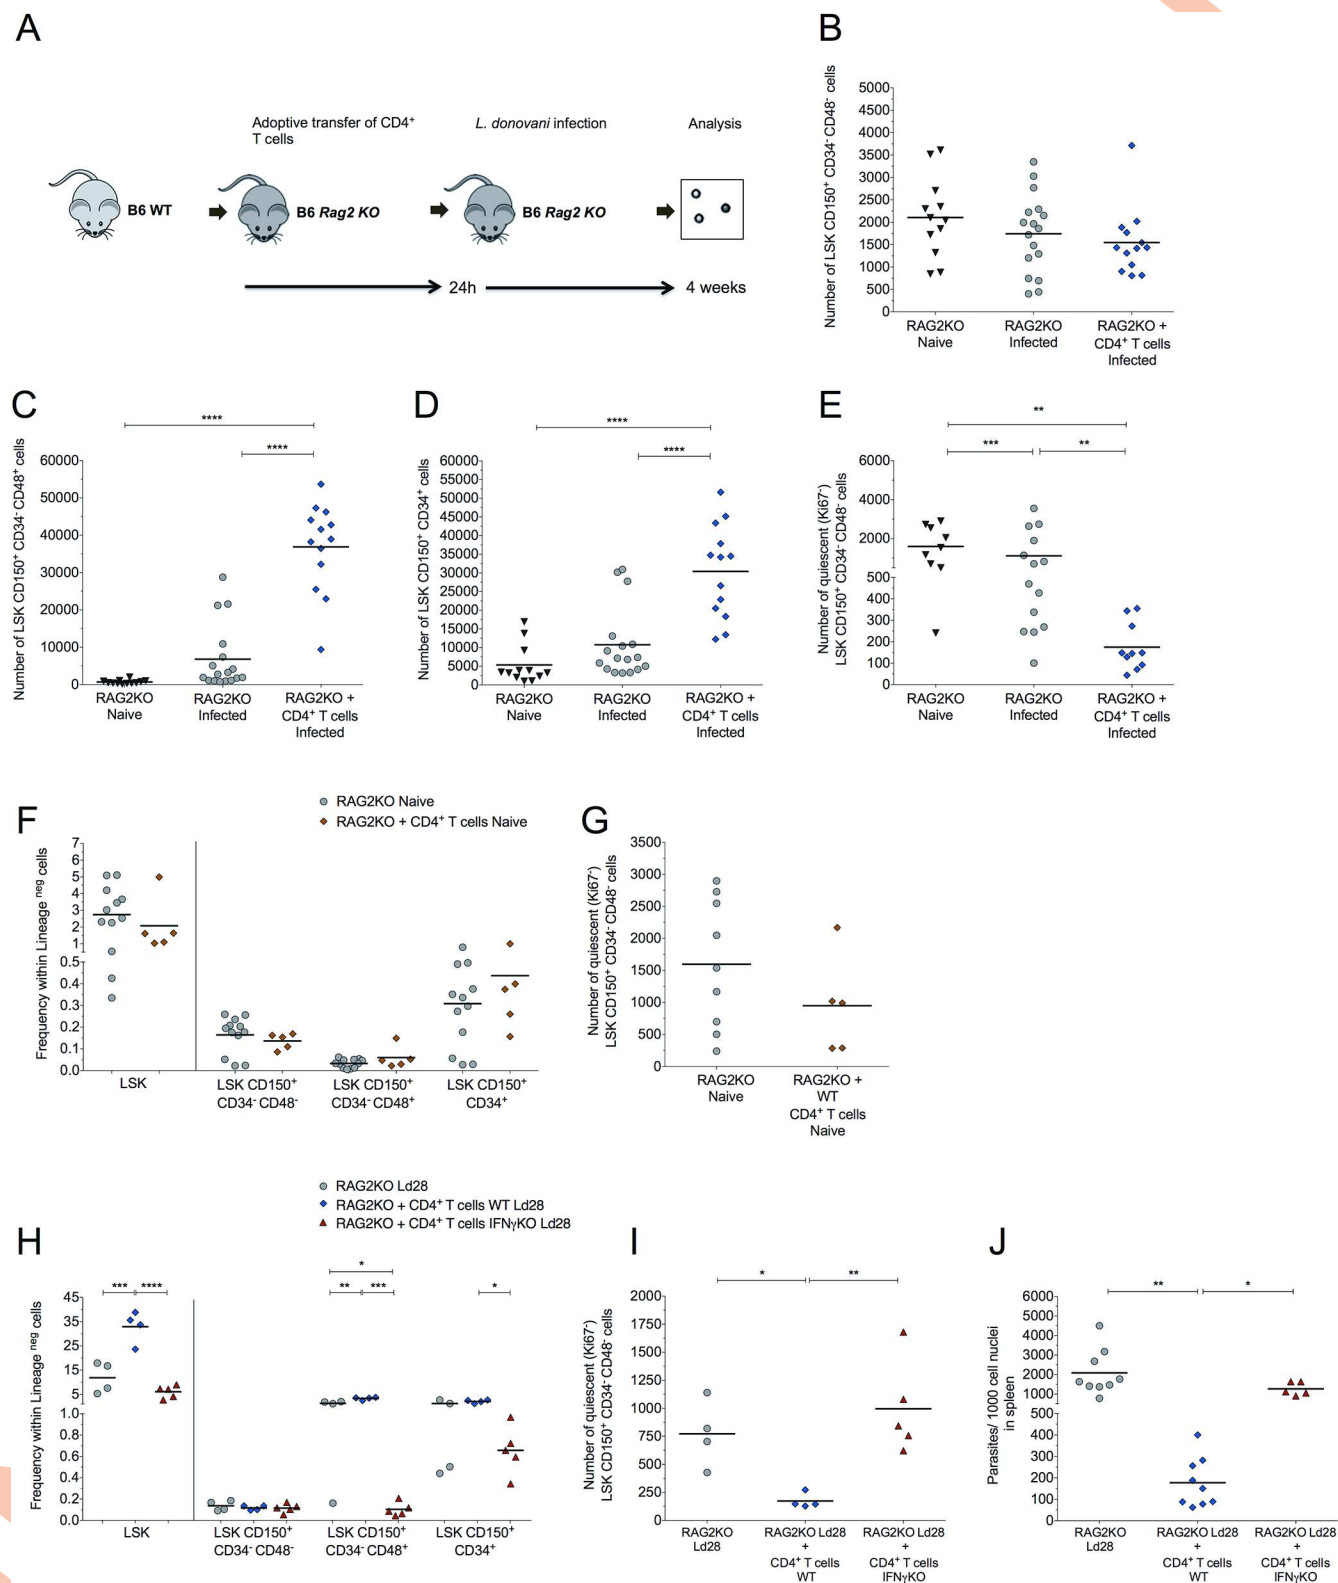 A
Adoptive transfer of CD4⁺
T cells
L. donovani infection
Analysis
B6 WT
B6 Rag2 KO
B6 Rag2 KO
24h
4 weeks
B
Number of LSK CD150⁺ CD34⁻ CD48⁻ cells
5000
4500
4000
3500
3000
2500
2000
1500
1000
500
0
RAG2KO
Naive
RAG2KO
Infected
RAG2KO +
CD4⁺ T cells
Infected
C
Number of LSK CD150⁺ CD34⁻ CD48⁺ cells
****
****
60000
50000
40000
30000
20000
10000
0
RAG2KO
Naive
RAG2KO
Infected
RAG2KO +
CD4⁺ T cells
Infected
D
Number of LSK CD150⁺ CD34⁺ cells
****
****
60000
55000
50000
45000
40000
35000
30000
25000
20000
15000
10000
5000
0
RAG2KO
Naive
RAG2KO
Infected
RAG2KO +
CD4⁺ T cells
Infected
E
Number of quiescent (Ki67⁻)
LSK CD150⁺ CD34⁻ CD48⁻ cells
**
***
**
6000
4000
2000
500
400
300
200
100
0
RAG2KO
Naive
RAG2KO
Infected
RAG2KO +
CD4⁺ T cells
Infected
F
RAG2KO Naive
RAG2KO + CD4⁺ T cells Naive
Frequency within Lineage ⁿᵉᵍ cells
7
6
5
4
3
2
1
0.5
0.4
0.3
0.2
0.1
0.0
LSK
LSK CD150⁺
CD34⁻ CD48⁻
LSK CD150⁺
CD34⁻ CD48⁺
LSK CD150⁺
CD34⁺
G
Number of quiescent (Ki67⁻)
LSK CD150⁺ CD34⁻ CD48⁻ cells
3500
3000
2500
2000
1500
1000
500
0
RAG2KO
Naive
RAG2KO +
WT
CD4⁺ T cells
Naive
H
RAG2KO Ld28
RAG2KO + CD4⁺ T cells WT Ld28
RAG2KO + CD4⁺ T cells IFNγKO Ld28
Frequency within Lineage ⁿᵉᵍ cells
***
****
*
**
***
*
45
35
25
15
5
1.0
0.8
0.6
0.4
0.2
0.0
LSK
LSK CD150⁺
CD34⁻ CD48⁻
LSK CD150⁺
CD34⁻ CD48⁺
LSK CD150⁺
CD34⁺
I
Number of quiescent (Ki67⁻)
LSK CD150⁺ CD34⁻ CD48⁻ cells
*
**
2000
1750
1500
1250
1000
750
500
250
0
RAG2KO
Ld28
RAG2KO Ld28
+
CD4⁺ T cells
WT
RAG2KO Ld28
+
CD4⁺ T cells
IFNγKO
J
Parasites/ 1000 cell nuclei
in spleen
**
*
6000
5000
4000
3000
2000
1000
500
400
300
200
100
0
RAG2KO
Ld28
RAG2KO Ld28
+
CD4⁺ T cells
WT
RAG2KO Ld28
+
CD4⁺ T cells
IFNγKO